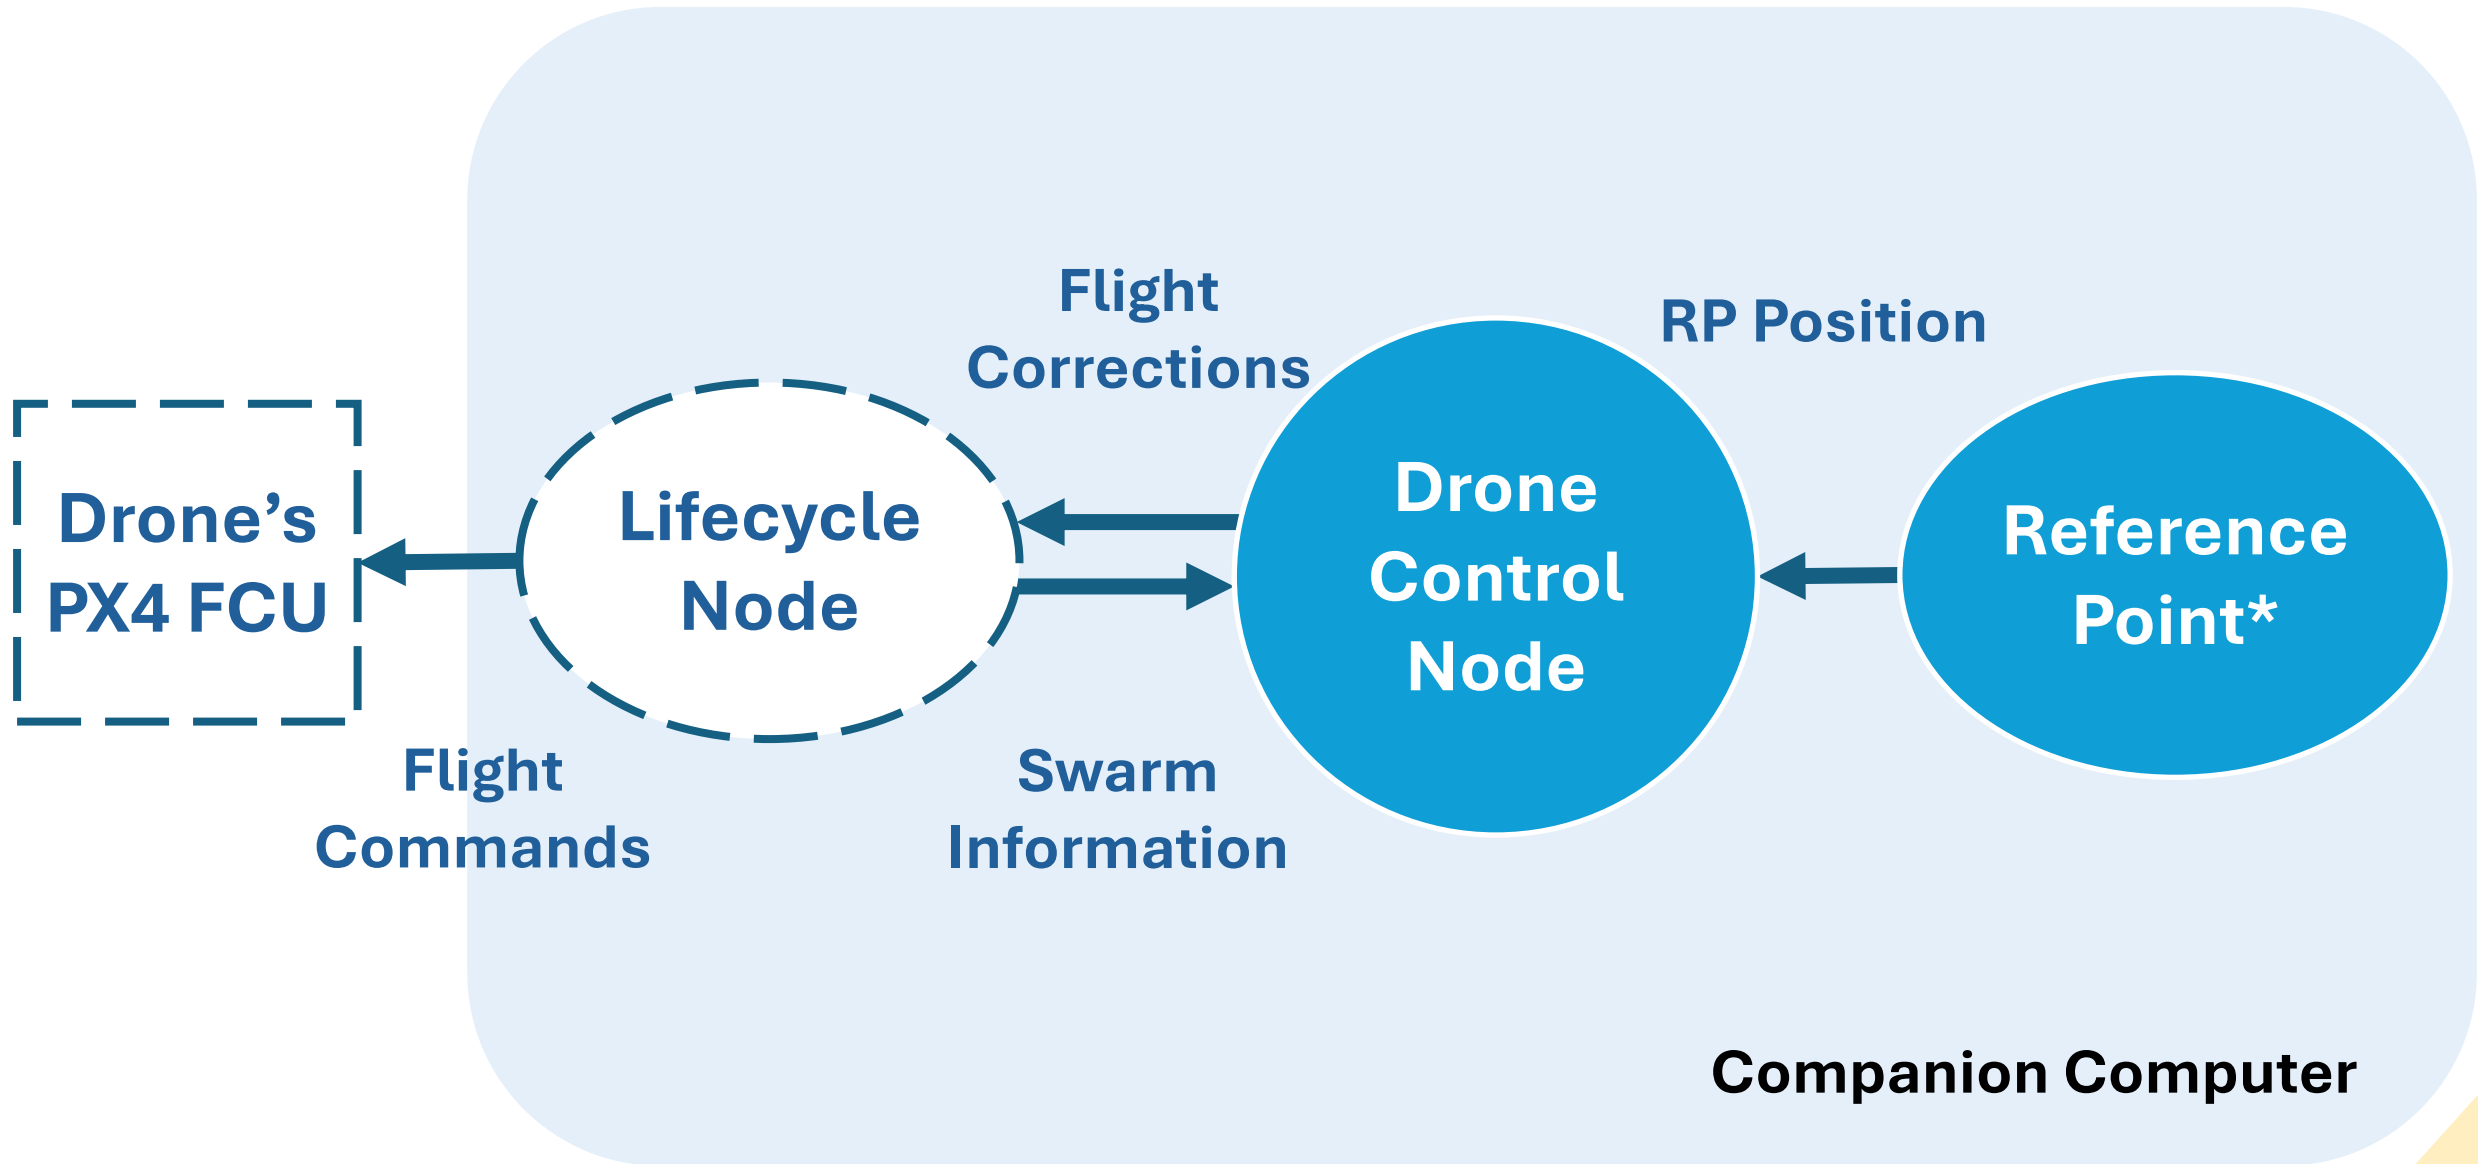 Flight
Corrections
RP Position
Drone's
PX4 FCU
Lifecycle
Node
Drone
Control
Node
Reference
Point*
Flight
Commands
Swarm
Information
Companion Computer